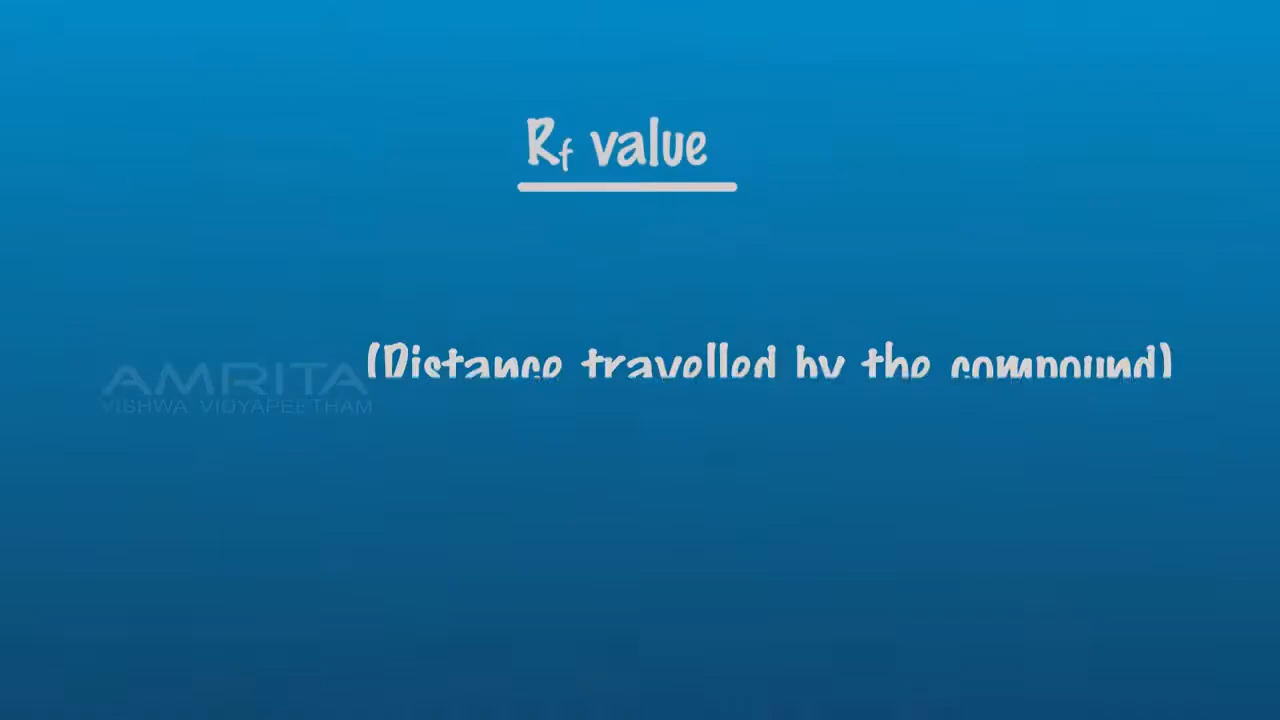 Rf value
(Distance travelled by the compound)
AMRITA
VISHWA VIDYAPEETHAM